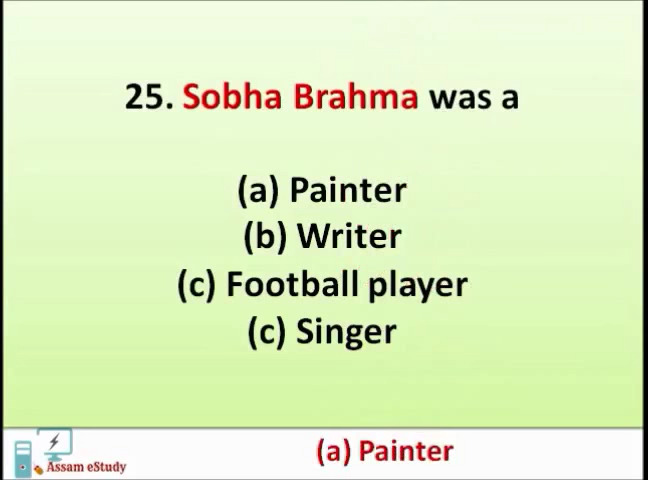 25. Sobha Brahma was a
(a) Painter
(b) Writer
(c) Football player
(c) Singer
(a) Painter
Assam eStudy